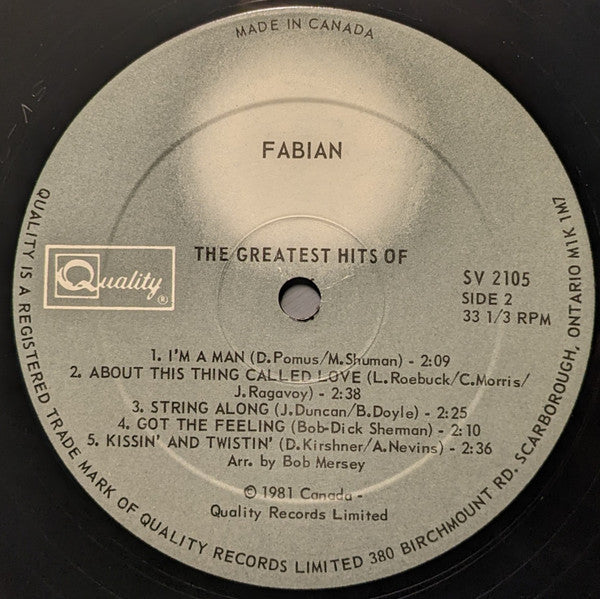 MADE IN CANADA
FABIAN
THE GREATEST HITS OF
Quality®
SV 2105
SIDE 2
33 1/3 RPM
1. I'M A MAN (D.Pomus/M.Shuman) - 2:09
2. ABOUT THIS THING CALLED LOVE (L.Roebuck/C.Morris/
J.Ragavoy) - 2:38
3. STRING ALONG (J.Duncan/B.Doyle) - 2:25
4. GOT THE FEELING (Bob-Dick Sherman) - 2:10
5. KISSIN' AND TWISTIN' (D.Kirshner/A.Nevins) - 2:36
Arr. by Bob Mersey
© 1981 Canada -
Quality Records Limited
QUALITY IS A REGISTERED TRADE MARK OF QUALITY RECORDS LIMITED 380 BIRCHMOUNT RD. SCARBOROUGH, ONTARIO M1K 1M7